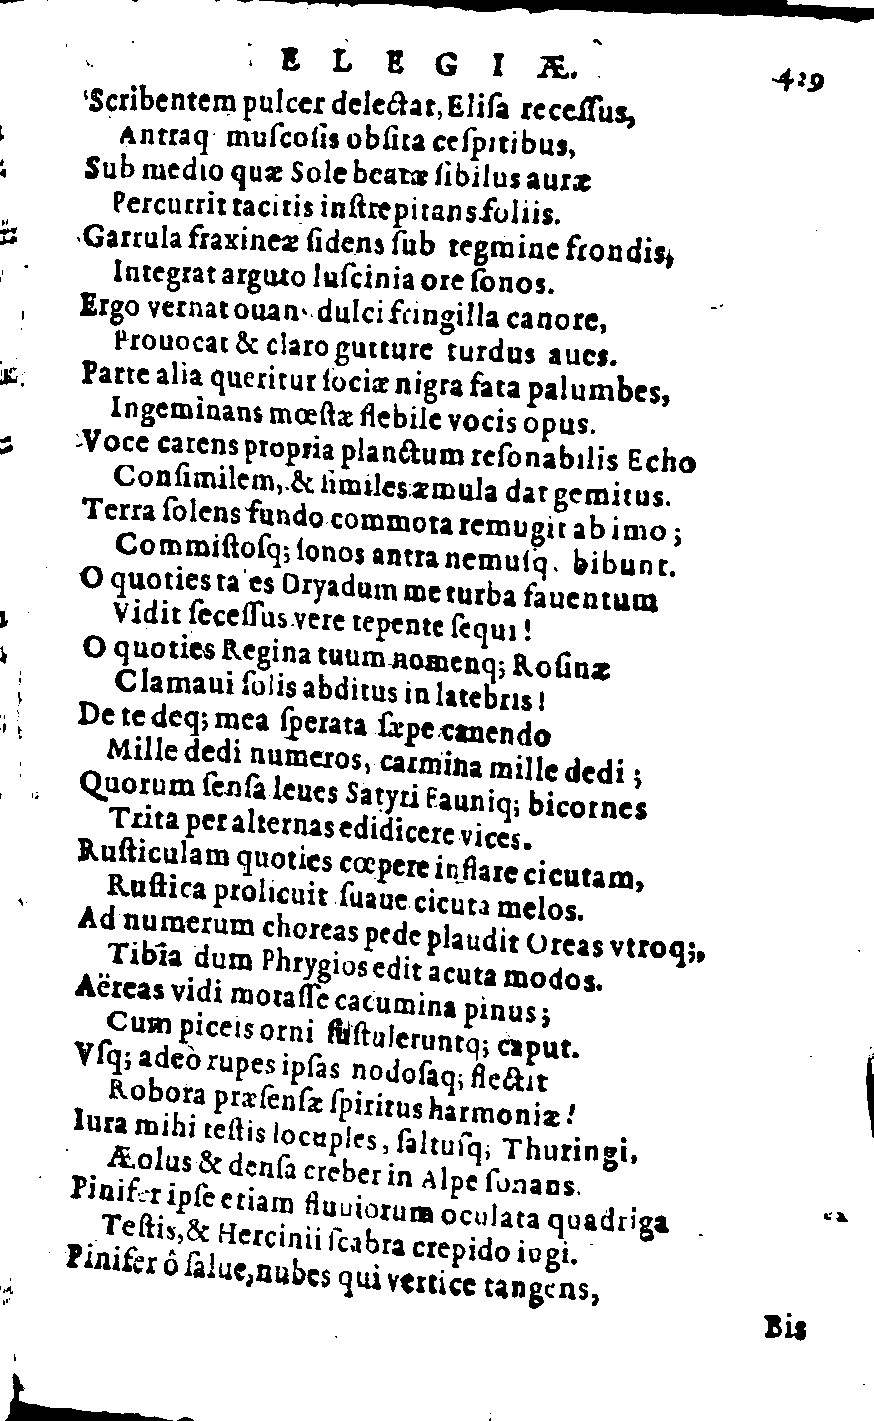 ELEGIÆ. 429
Scribentem pulcer delectat, Eliſa receſſus,
Antraq muſcoſis obſita ceſpitibus,
Sub medio quæ Sole beatæ ſibilus auræ
Percurrit tacitis inſtrepitans foliis.
Garrula fraxineæ ſidens ſub tegmine frondis,
Integrat arguto luſcinia ore ſonos.
Ergo vernat ouan dulci fringilla canore,
Prouocat & claro gutture turdus aues.
Parte alia queritur ſociæ nigra fata palumbes,
Ingeminans mœſtæ flebile vocis opus.
Voce carens propria planctum reſonabilis Echo
Conſimilem, & ſimiles æmula dat gemitus.
Terra ſolens fundo commota remugit ab imo;
Commiſtoſq; ſonos antra nemuſq. bibunt.
O quoties ta es Dryadum me turba fauentum
Vidit ſeceſſus vere tepente ſequi!
O quoties Regina tuum nomenq; Roſinæ
Clamaui ſolis abditus in latebris!
De te deq; mea ſperata ſæpe canendo
Mille dedi numeros, carmina mille dedi;
Quorum ſenſa leues Satyri Fauniq; bicornes
Trita per alternas edidicere vices.
Ruſticulam quoties cœpere inflare cicutam,
Ruſtica prolicuit ſuaue cicuta melos.
Ad numerum choreas pede plaudit Oreas vtroq;,
Tibîa dum Phrygios edit acuta modos.
Aëreas vidi motaſſe cacumina pinus;
Cum piceis orni ſuſtuleruntq; caput.
Vſq; adeò rupes ipſas nodoſaq; flectit
Robora præſenſæ ſpiritus harmoniæ!
Iura mihi teſtis locuples, ſaltuſq; Thuringi,
Æolus & denſa creber in Alpe ſonans.
Pinifer ipſe etiam fluuiorum oculata quadriga
Teſtis, & Hercinii ſcabra crepido iugi.
Pinifer ô ſalue, nubes qui vertice tangens,
Bis